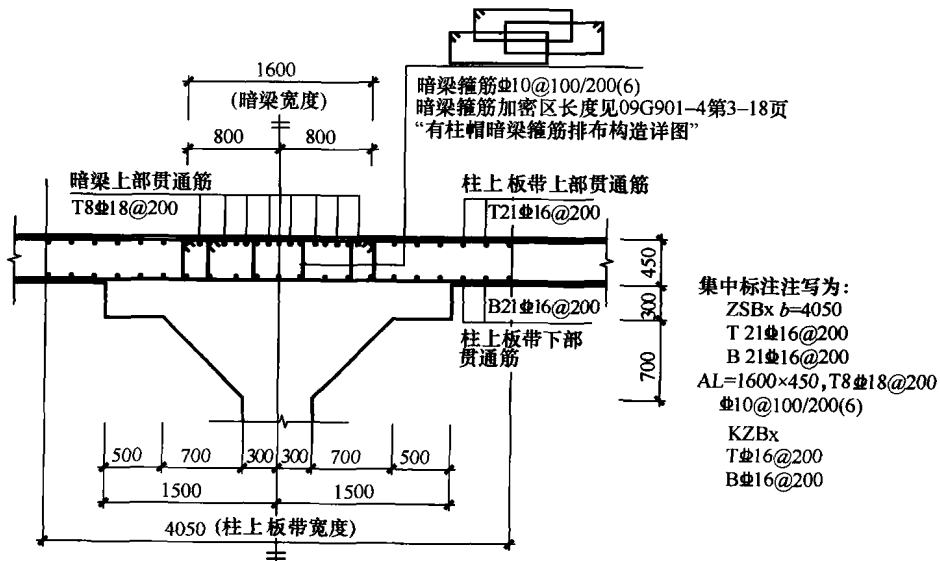 1600
(暗梁宽度)
800
800
暗梁箍筋⌽10@100/200(6)
暗梁箍筋加密区长度见09G901-4第3-18页
“有柱帽暗梁箍筋排布构造详图”
暗梁上部贯通筋
T8⌽18@200
柱上板带上部贯通筋
T21⌽16@200
B21⌽16@200
柱上板带下部
贯通筋
450
300
700
500
700
300
300
700
500
1500
1500
4050 (柱上板带宽度)
集中标注注写为:
ZSBx b=4050
T 21⌽16@200
B 21⌽16@200
AL=1600×450,T8⌽18@200
⌽10@100/200(6)
KZBx
T⌽16@200
B⌽16@200